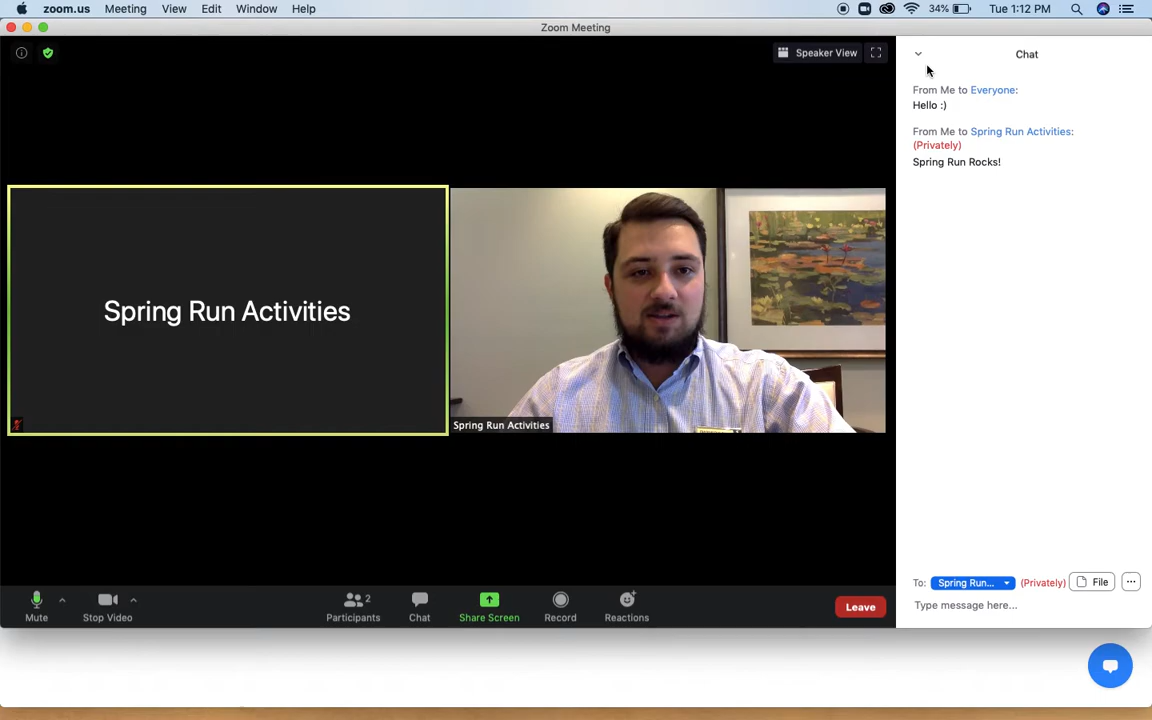 zoom.us Meeting View Edit Window Help 34% Tue 1:12 PM
Zoom Meeting
Speaker View
Chat
From Me to Everyone:
Hello :)
From Me to Spring Run Activities:
(Privately)
Spring Run Rocks!
Spring Run Activities
Spring Run Activities
To: Spring Run... (Privately) File ...
Type message here...
Mute Stop Video Participants 2 Chat Share Screen Record Reactions Leave